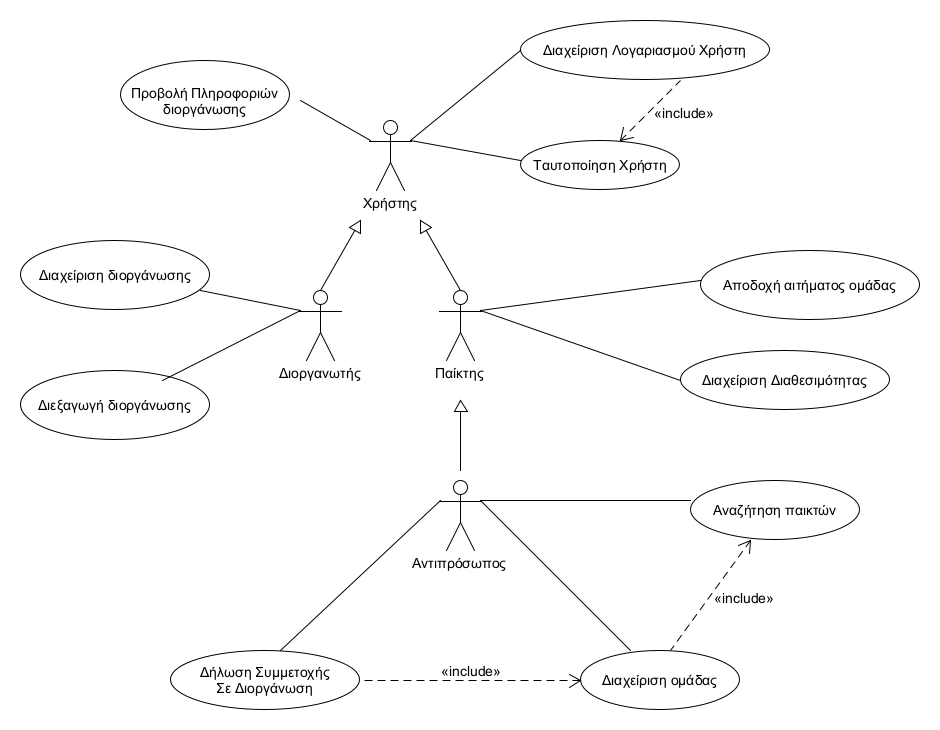 Διαχείριση Λογαριασμού Χρήστη
Προβολή Πληροφοριών
διοργάνωσης
«include»
Ταυτοποίηση Χρήστη
Χρήστης
Διαχείριση διοργάνωσης
Αποδοχή αιτήματος ομάδας
Διοργανωτής
Παίκτης
Διαχείριση Διαθεσιμότητας
Διεξαγωγή διοργάνωσης
Αναζήτηση παικτών
Αντιπρόσωπος
«include»
Δήλωση Συμμετοχής
Σε Διοργάνωση
«include»
Διαχείριση ομάδας